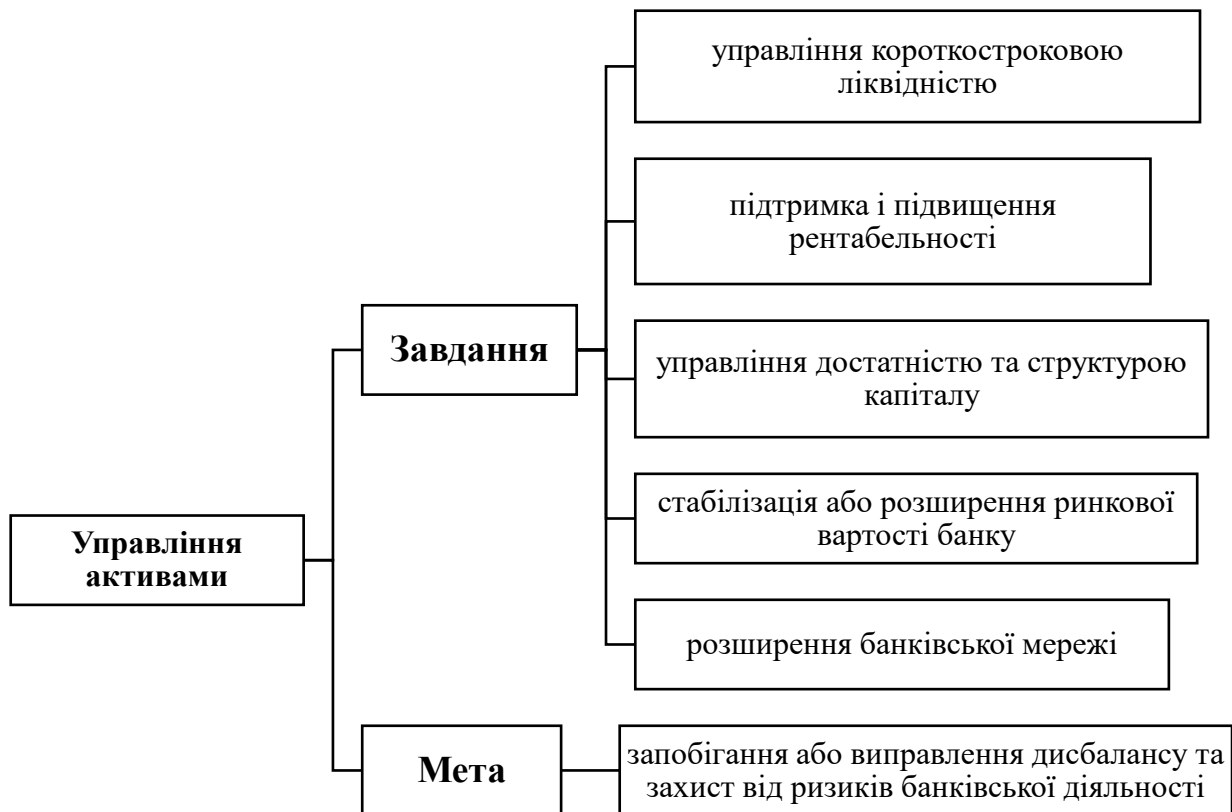 управління короткостроковою
ліквідністю
підтримка і підвищення
рентабельності
Завдання
управління достатністю та структурою
капіталу
стабілізація або розширення ринкової
вартості банку
Управління
активами
розширення банківської мережі
Мета
запобігання або виправлення дисбалансу та
захист від ризиків банківської діяльності